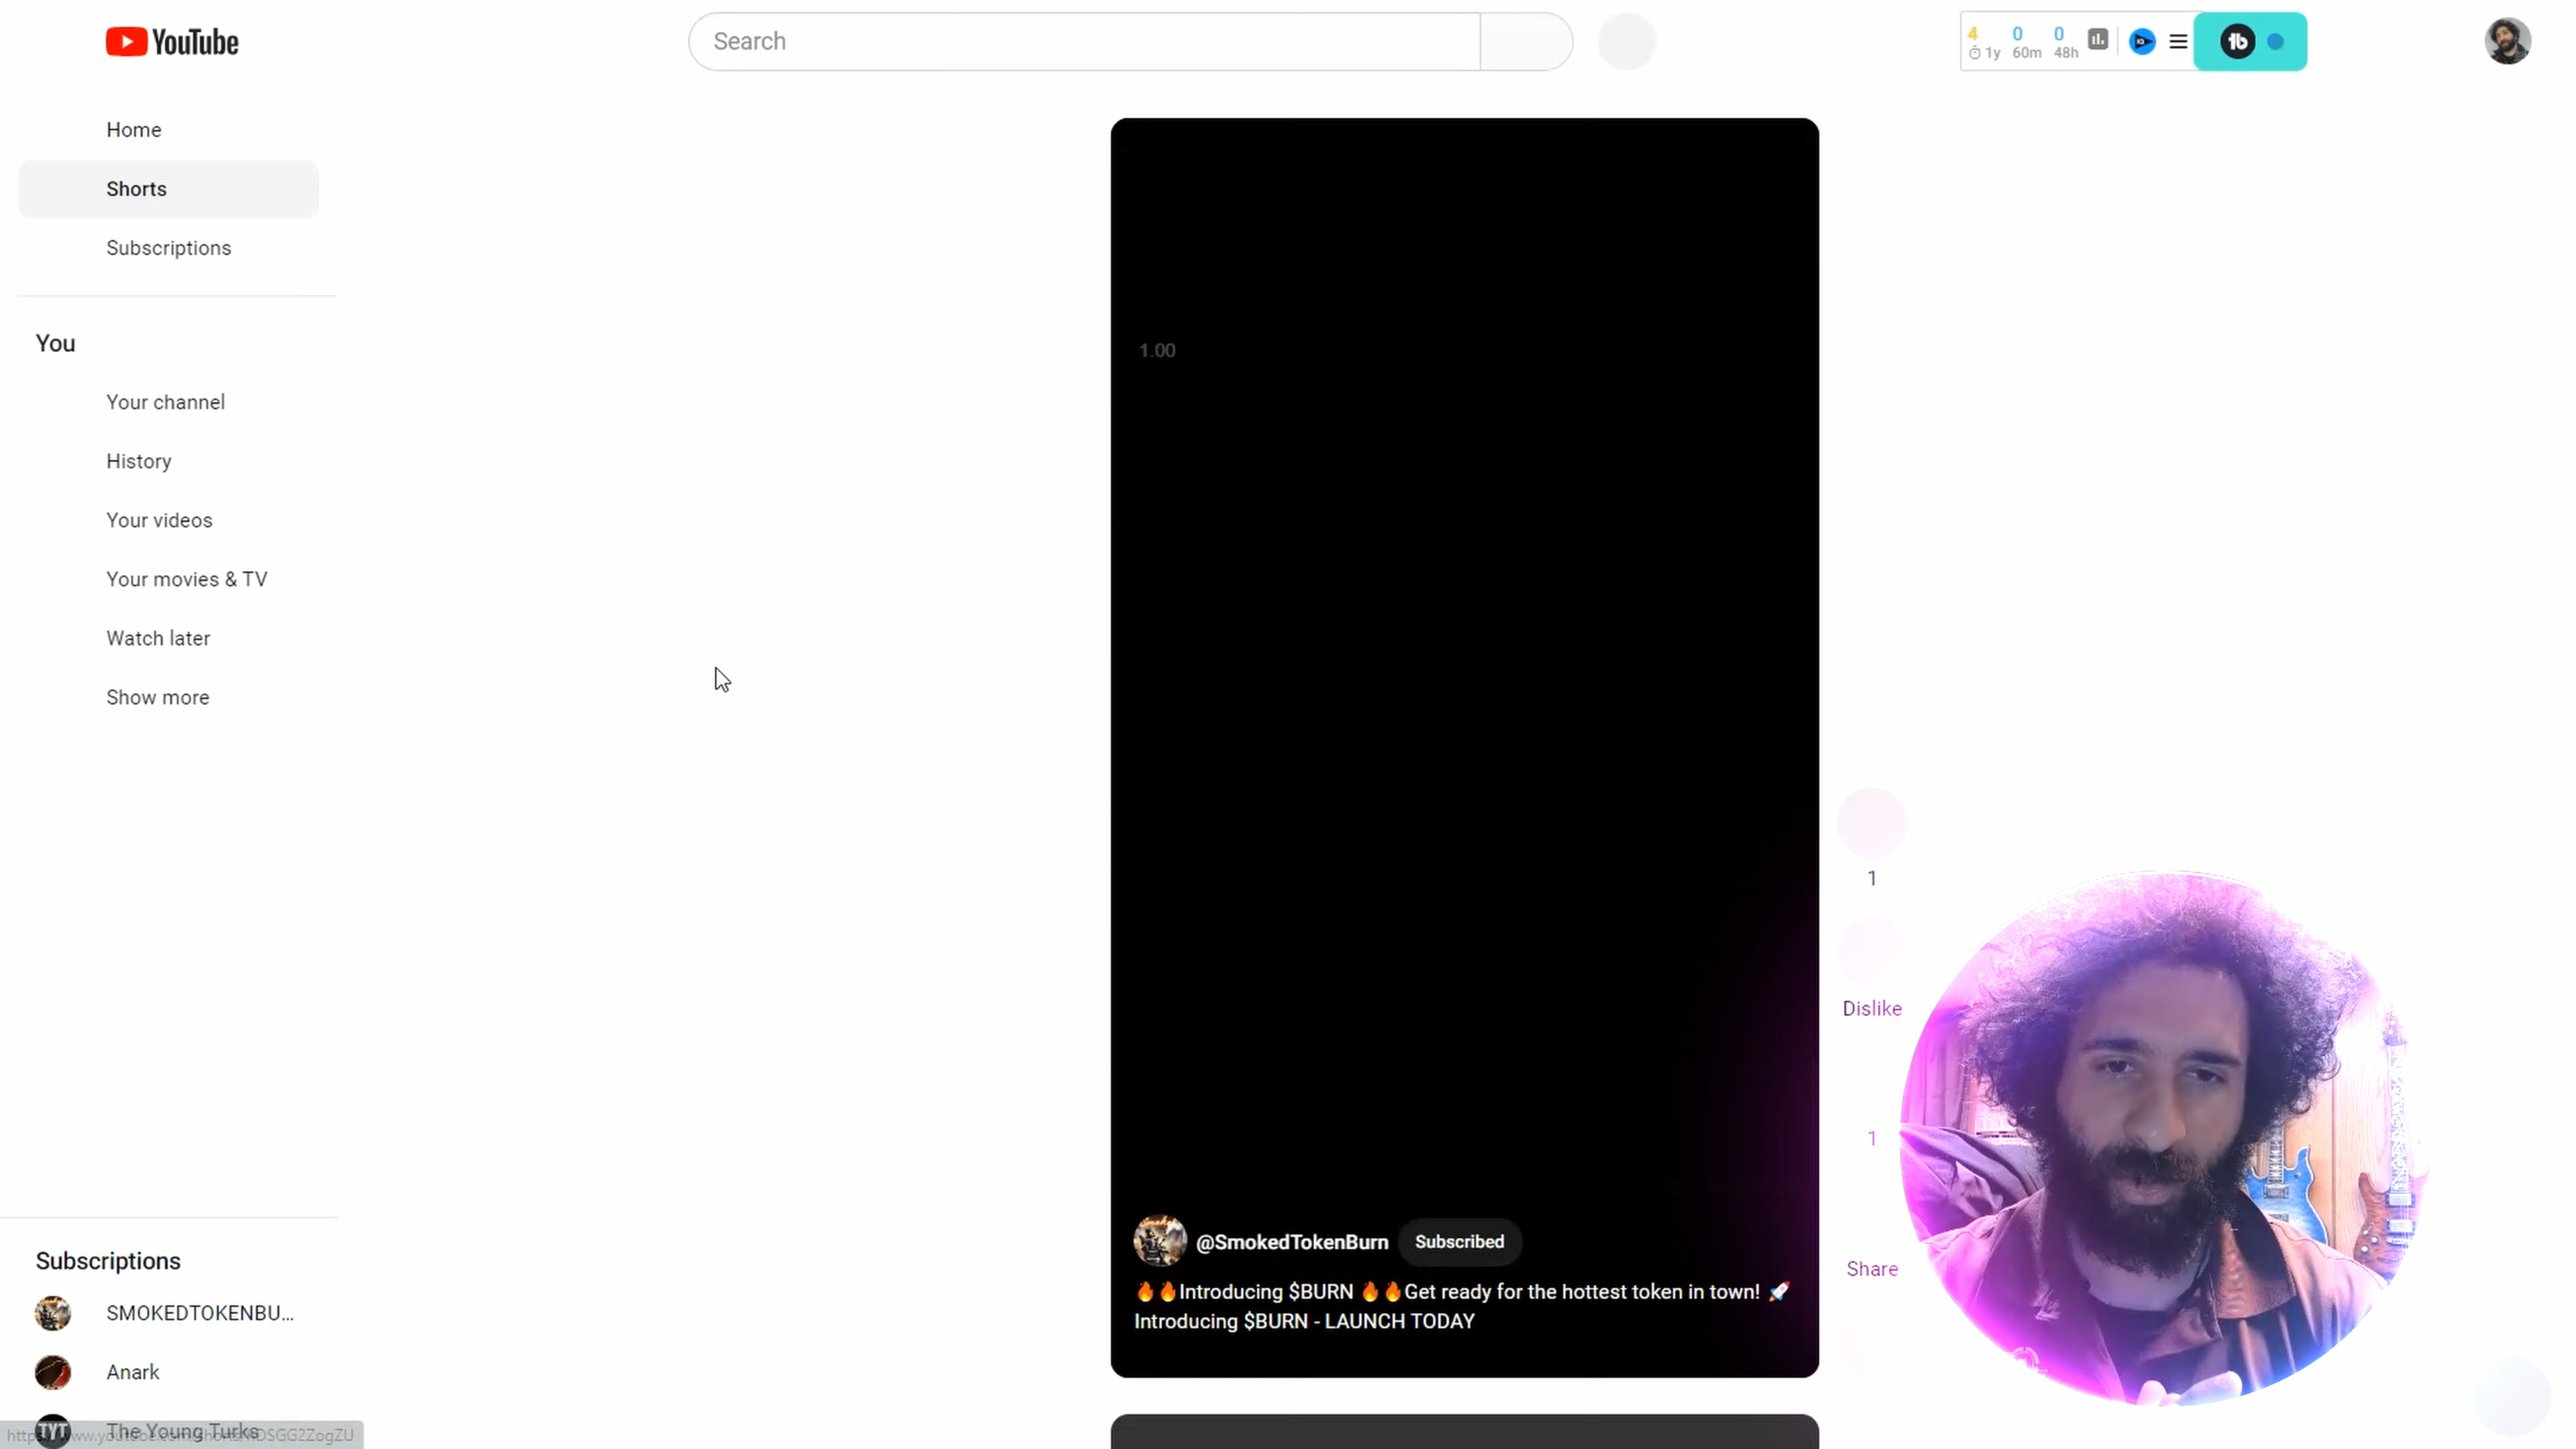 YouTube
Search
4 0 0
1y 60m 48h
Home
Shorts
Subscriptions
You
Your channel
History
Your videos
Your movies & TV
Watch later
Show more
1.00
1
Dislike
1
Share
@SmokedTokenBurn Subscribed
🔥🔥Introducing $BURN 🔥🔥Get ready for the hottest token in town! 🚀
Introducing $BURN - LAUNCH TODAY
Subscriptions
SMOKEDTOKENBU...
Anark
TYT The Young Turks